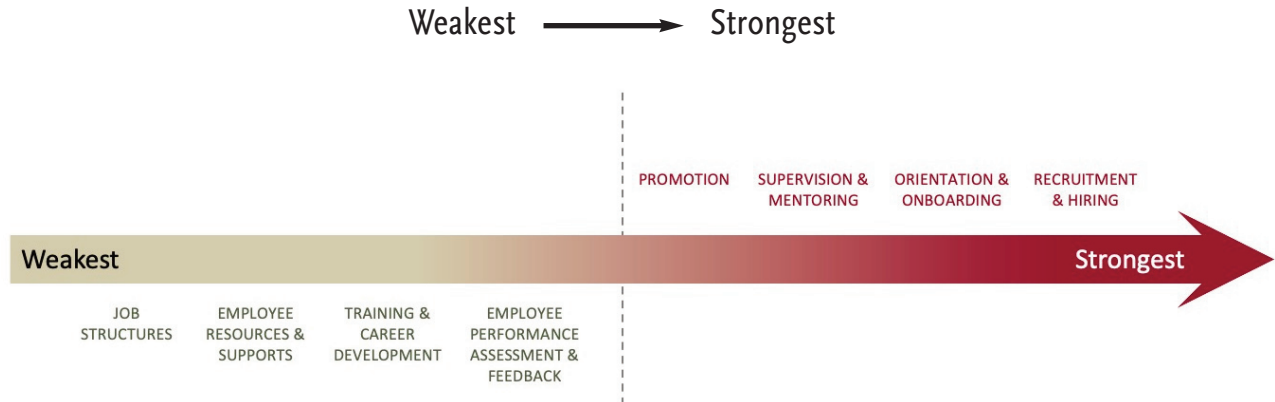 Weakest Strongest
PROMOTION
SUPERVISION &
MENTORING
ORIENTATION &
ONBOARDING
RECRUITMENT
& HIRING
Weakest
Strongest
JOB
STRUCTURES
EMPLOYEE
RESOURCES &
SUPPORTS
TRAINING &
CAREER
DEVELOPMENT
EMPLOYEE
PERFORMANCE
ASSESSMENT &
FEEDBACK